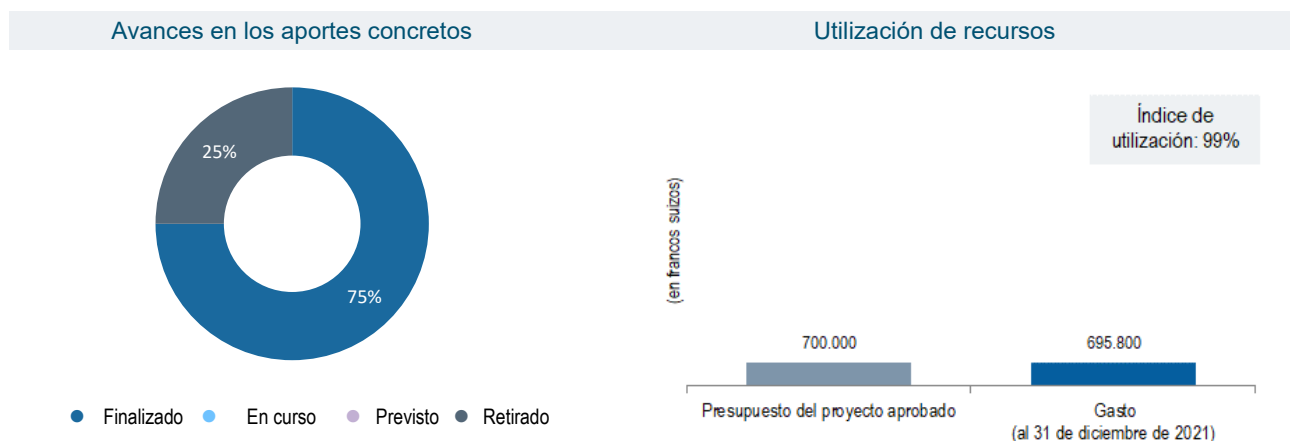 Avances en los aportes concretos
Utilización de recursos
25%
75%
Finalizado
En curso
Previsto
Retirado
Índice de
utilización: 99%
(en francos suizos)
700.000
695.800
Presupuesto del proyecto aprobado
Gasto
(al 31 de diciembre de 2021)